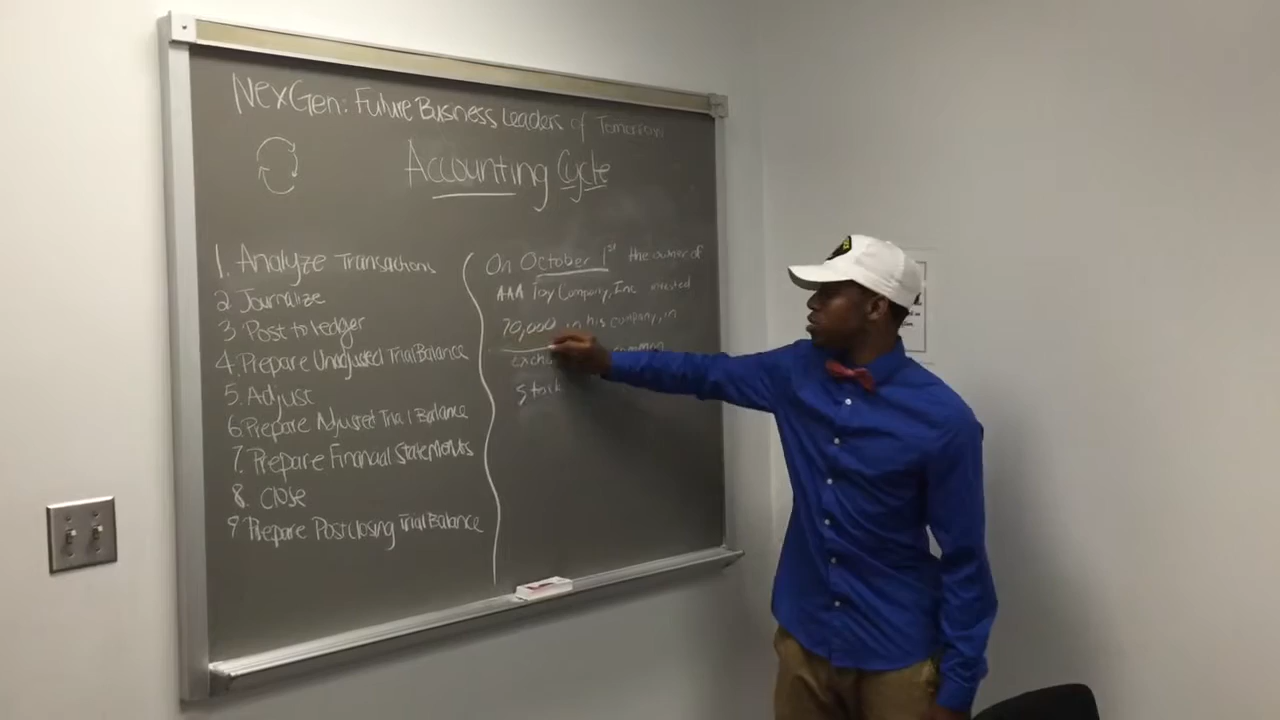 NexGen: Future Business Leaders of Tomorrow
Accounting Cycle
1. Analyze Transactions
2 Journalize
3 Post to ledger
4. Prepare Unadjusted Trial Balance
5. Adjust
6. Prepare Adjusted Trial Balance
7. Prepare Financial Statements
8. Close
9 Prepare Post closing Trial Balance
On October 1st the owner of
AAA Toy Company, Inc invested
70,000 in his company, in
common
Stock